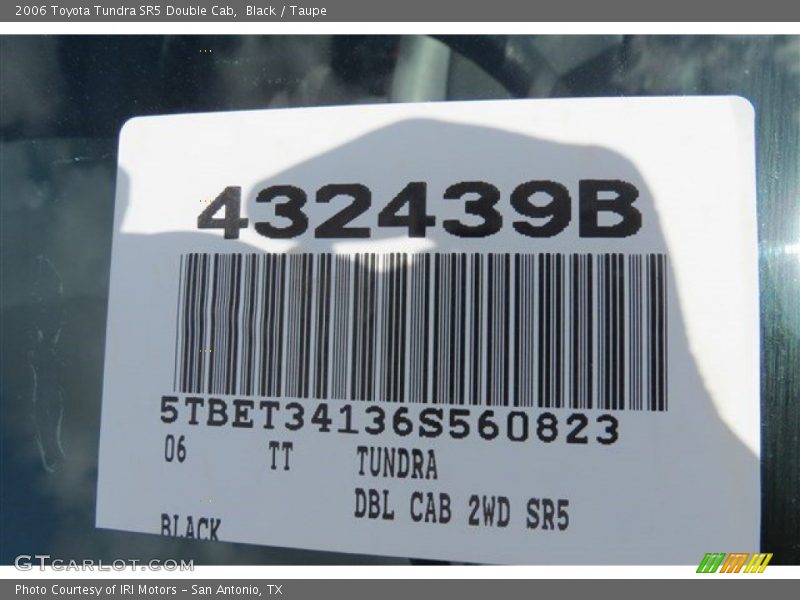 2006 Toyota Tundra SR5 Double Cab,  Black / Taupe
432439B
5TBET34136S560823
06 TT TUNDRA
DBL CAB 2WD SR5
BLACK
GTCARLOT.COM
Photo Courtesy of IRI Motors – San Antonio, TX